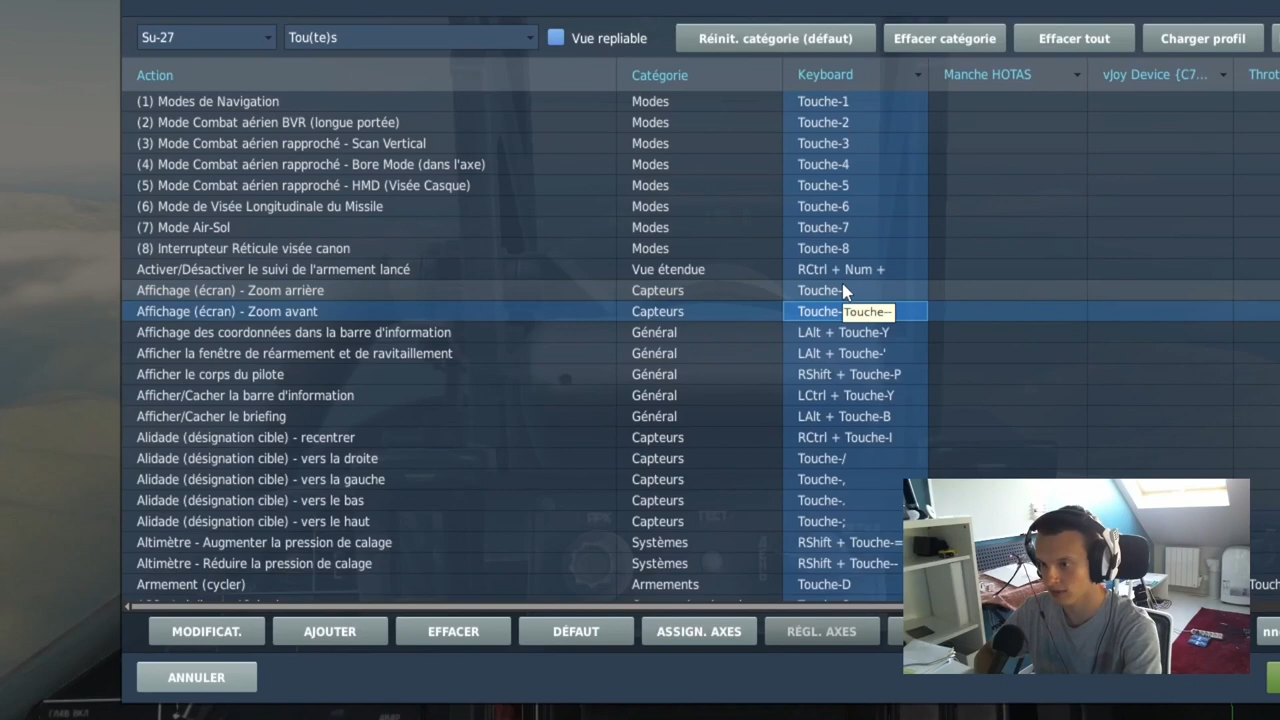 Su-27 Tou(te)s Vue repliable Réinit. catégorie (défaut) Effacer catégorie Effacer tout Charger profil
Action Catégorie Keyboard Manche HOTAS vJoy Device {C7... Throt
(1) Modes de Navigation Modes Touche-1
(2) Mode Combat aérien BVR (longue portée) Modes Touche-2
(3) Mode Combat aérien rapproché - Scan Vertical Modes Touche-3
(4) Mode Combat aérien rapproché - Bore Mode (dans l'axe) Modes Touche-4
(5) Mode Combat aérien rapproché - HMD (Visée Casque) Modes Touche-5
(6) Mode de Visée Longitudinale du Missile Modes Touche-6
(7) Mode Air-Sol Modes Touche-7
(8) Interrupteur Réticule visée canon Modes Touche-8
Activer/Désactiver le suivi de l'armement lancé Vue étendue RCtrl + Num +
Affichage (écran) - Zoom arrière Capteurs Touche-
Affichage (écran) - Zoom avant Capteurs Touche- Touche--
Affichage des coordonnées dans la barre d'information Général LAlt + Touche-Y
Afficher la fenêtre de réarmement et de ravitaillement Général LAlt + Touche-'
Afficher le corps du pilote Général RShift + Touche-P
Afficher/Cacher la barre d'information Général LCtrl + Touche-Y
Afficher/Cacher le briefing Général LAlt + Touche-B
Alidade (désignation cible) - recentrer Capteurs RCtrl + Touche-I
Alidade (désignation cible) - vers la droite Capteurs Touche-/
Alidade (désignation cible) - vers la gauche Capteurs Touche-,
Alidade (désignation cible) - vers le bas Capteurs Touche-.
Alidade (désignation cible) - vers le haut Capteurs Touche-;
Altimètre - Augmenter la pression de calage Systèmes RShift + Touche-=
Altimètre - Réduire la pression de calage Systèmes RShift + Touche--
Armement (cycler) Armements Touche-D Touc
MODIFICAT. AJOUTER EFFACER DÉFAUT ASSIGN. AXES RÉGL. AXES
ANNULER